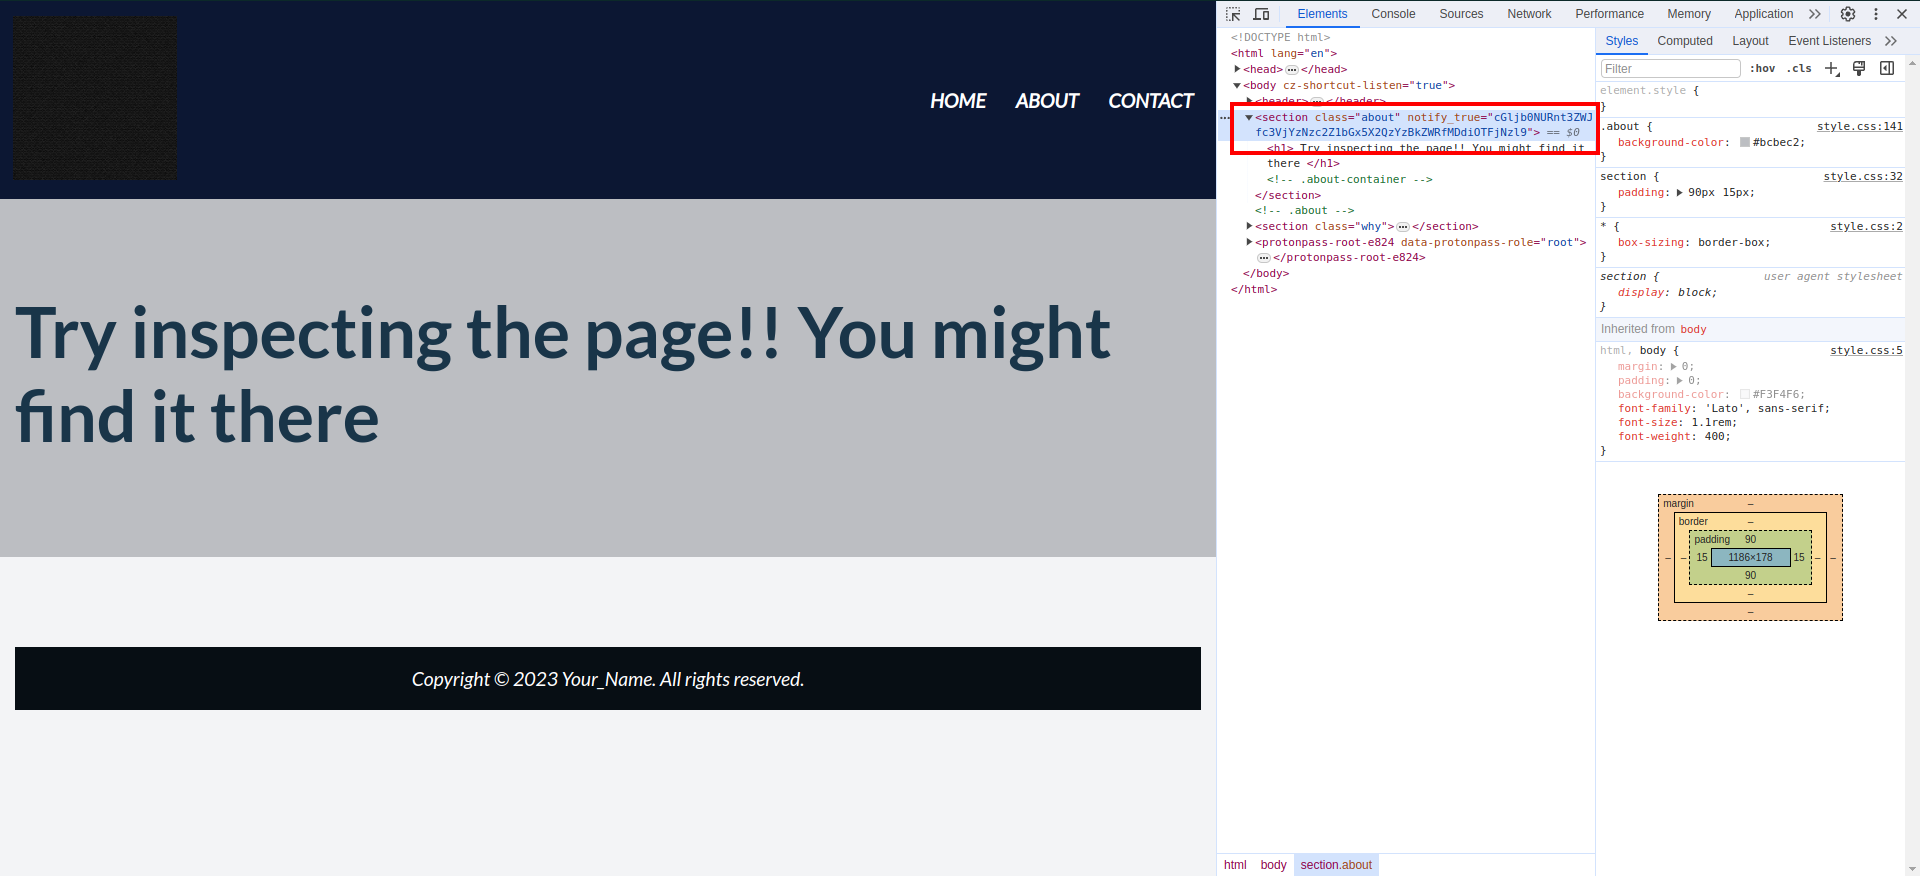 HOME ABOUT CONTACT
Try inspecting the page!! You might
find it there
Copyright © 2023 Your_Name. All rights reserved.
Elements Console Sources Network Performance Memory Application
<!DOCTYPE html>
<html lang="en">
<head> </head>
<body cz-shortcut-listen="true">
<header> </header>
<section class="about" notify_true="cGljb0NURnt3ZWJ
fc3VjYzNzc2Z1bGx5X2QzYzBkZWRfMDdiOTFjNzl9"> == $0
<h1> Try inspecting the page!! You might find it
there </h1>
<!-- .about-container -->
</section>
<!-- .about -->
<section class="why"> </section>
<protonpass-root-e824 data-protonpass-role="root">
</protonpass-root-e824>
</body>
</html>
html body section.about
Styles Computed Layout Event Listeners
Filter :hov .cls
element.style {
}
.about { style.css:141
background-color: #bcbec2;
}
section { style.css:32
padding: 90px 15px;
}
* { style.css:2
box-sizing: border-box;
}
section { user agent stylesheet
display: block;
}
Inherited from body
html, body { style.css:5
margin: 0;
padding: 0;
background-color: #F3F4F6;
font-family: 'Lato', sans-serif;
font-size: 1.1rem;
font-weight: 400;
}
margin –
border –
padding 90
– – 15 1186×178 15 – –
90
–
–